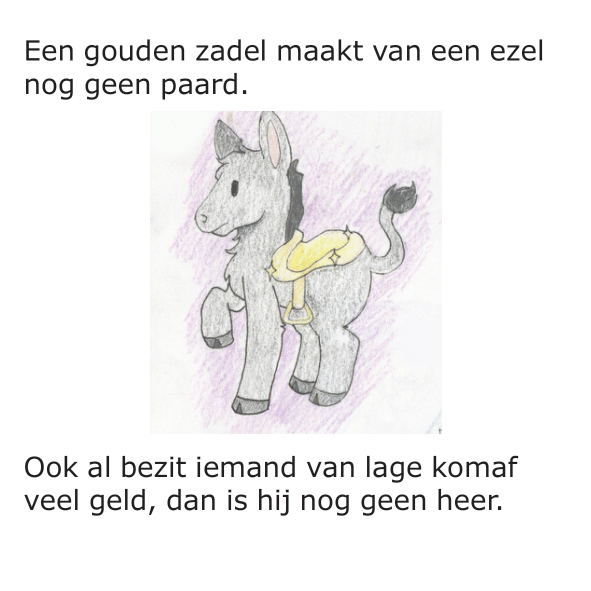 Een gouden zadel maakt van een ezel
nog geen paard.
Ook al bezit iemand van lage komaf
veel geld, dan is hij nog geen heer.